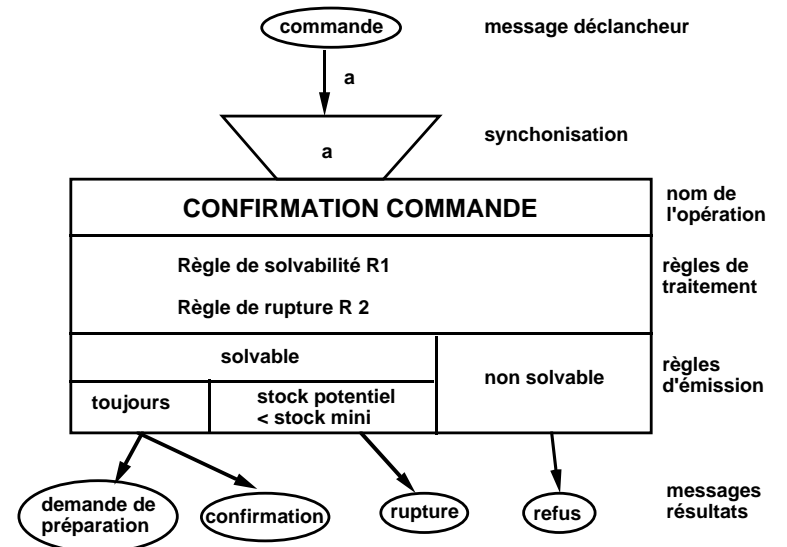 commande
message déclancheur
a
a
synchonisation
CONFIRMATION COMMANDE
nom de
l'opération
Règle de solvabilité R1
Règle de rupture R 2
règles de
traitement
solvable
non solvable
règles
d'émission
toujours
stock potentiel
< stock mini
demande de
préparation
confirmation
rupture
refus
messages
résultats